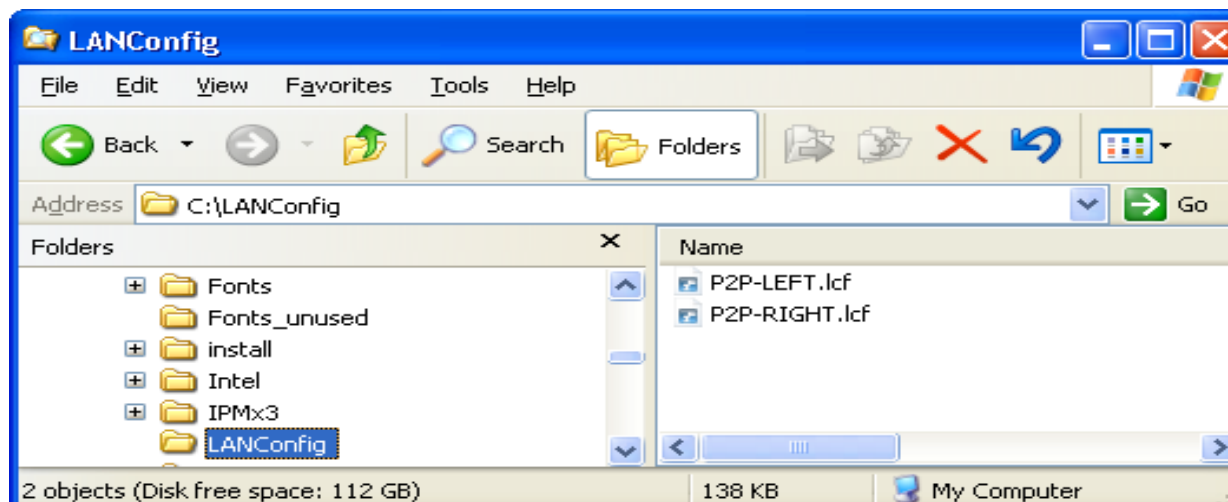 LANConfig
File Edit View Favorites Tools Help
Back Search Folders
Address C:\LANConfig Go
Folders Name
Fonts P2P-LEFT.lcf
Fonts_unused P2P-RIGHT.lcf
install
Intel
IPMx3
LANConfig
2 objects (Disk free space: 112 GB) 138 KB My Computer